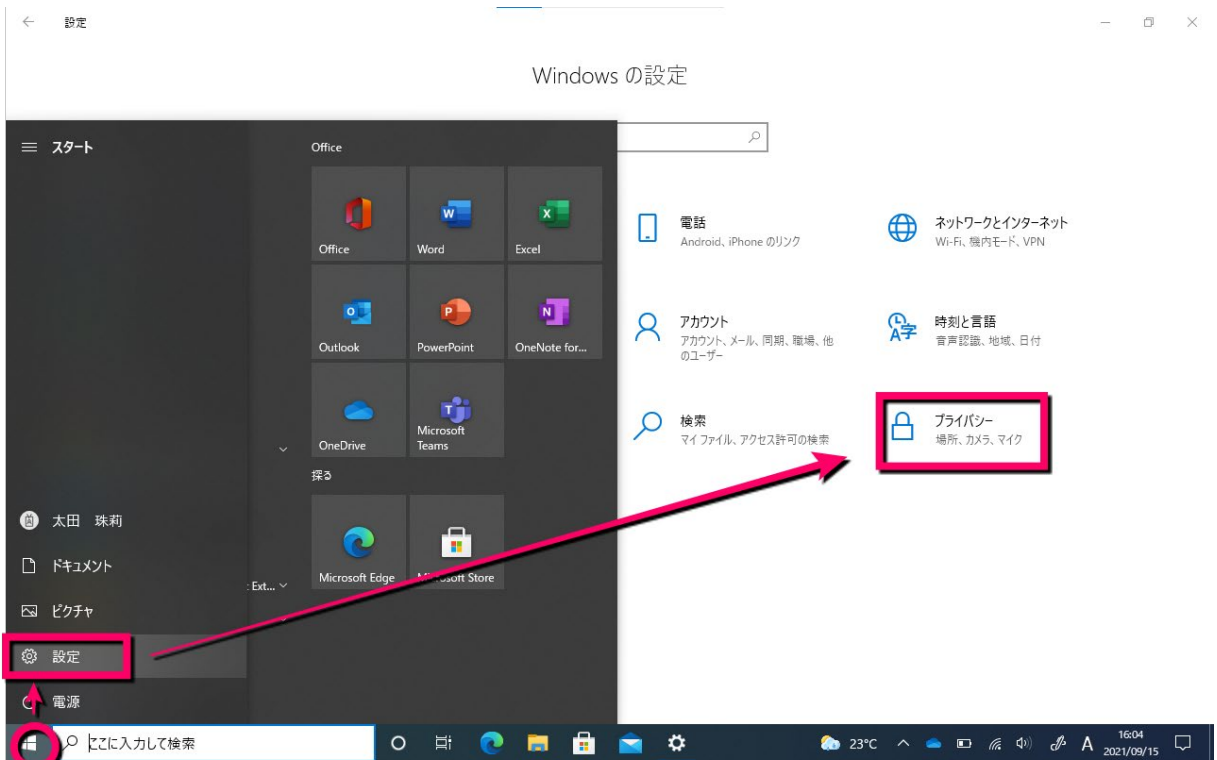 設定
Windows の設定
スタート
Office
Office
Word
Excel
Outlook
PowerPoint
OneNote for...
OneDrive
Microsoft
Teams
探る
Microsoft Edge
Microsoft Store
太田 珠莉
ドキュメント
: Ext...
ピクチャ
設定
電源
電話
Android、iPhone のリンク
ネットワークとインターネット
Wi-Fi、機内モード、VPN
アカウント
アカウント、メール、同期、職場、他
のユーザー
時刻と言語
音声認識、地域、日付
検索
マイ ファイル、アクセス許可の検索
プライバシー
場所、カメラ、マイク
ここに入力して検索
23°C
A
16:04
2021/09/15